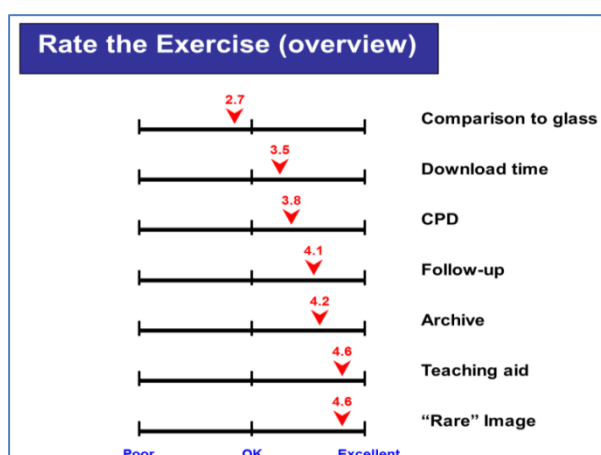 Rate the Exercise (overview)
2.7
Comparison to glass
3.5
Download time
3.8
CPD
4.1
Follow-up
4.2
Archive
4.6
Teaching aid
4.6
“Rare” Image
Poor OK Excellent